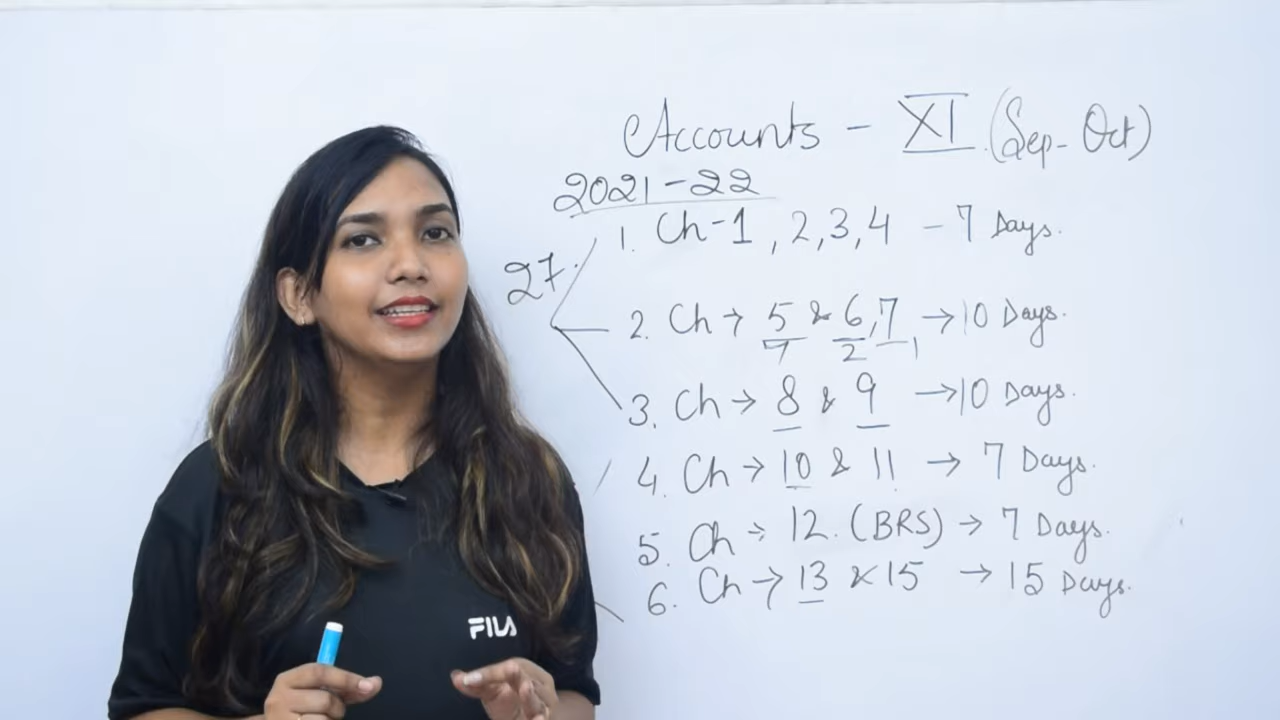 Accounts - XI (Sep - Oct)
2021-22
1. Ch-1, 2, 3, 4 - 7 Days.
27.
2. Ch → 5 & 6, 7 → 10 Days.
7 2 1
3. Ch → 8 & 9 → 10 Days.
4. Ch → 10 & 11 → 7 Days.
5. Ch → 12. (BRS) → 7 Days.
6. Ch → 13 & 15 → 15 Days.
FILA